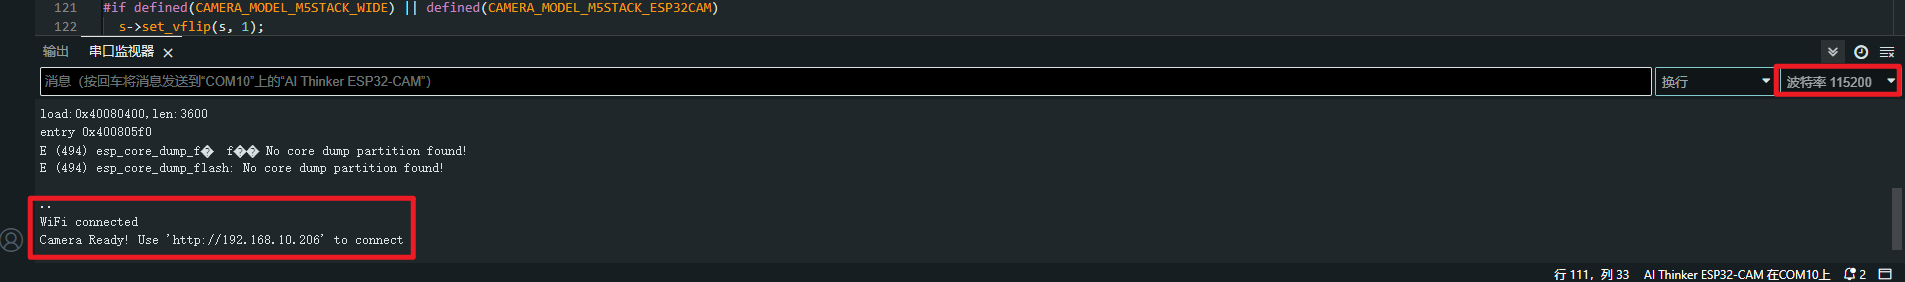 121 #if defined(CAMERA_MODEL_M5STACK_WIDE) || defined(CAMERA_MODEL_M5STACK_ESP32CAM)
122 s->set_vflip(s, 1);
输出 串口监视器
消息（按回车将消息发送到“COM10”上的“AI Thinker ESP32-CAM”）
换行
波特率 115200
load:0x40080400,len:3600
entry 0x400805f0
E (494) esp_core_dump_f� f�� No core dump partition found!
E (494) esp_core_dump_flash: No core dump partition found!
..
WiFi connected
Camera Ready! Use 'http://192.168.10.206' to connect
行 111，列 33 AI Thinker ESP32-CAM 在COM10上 2